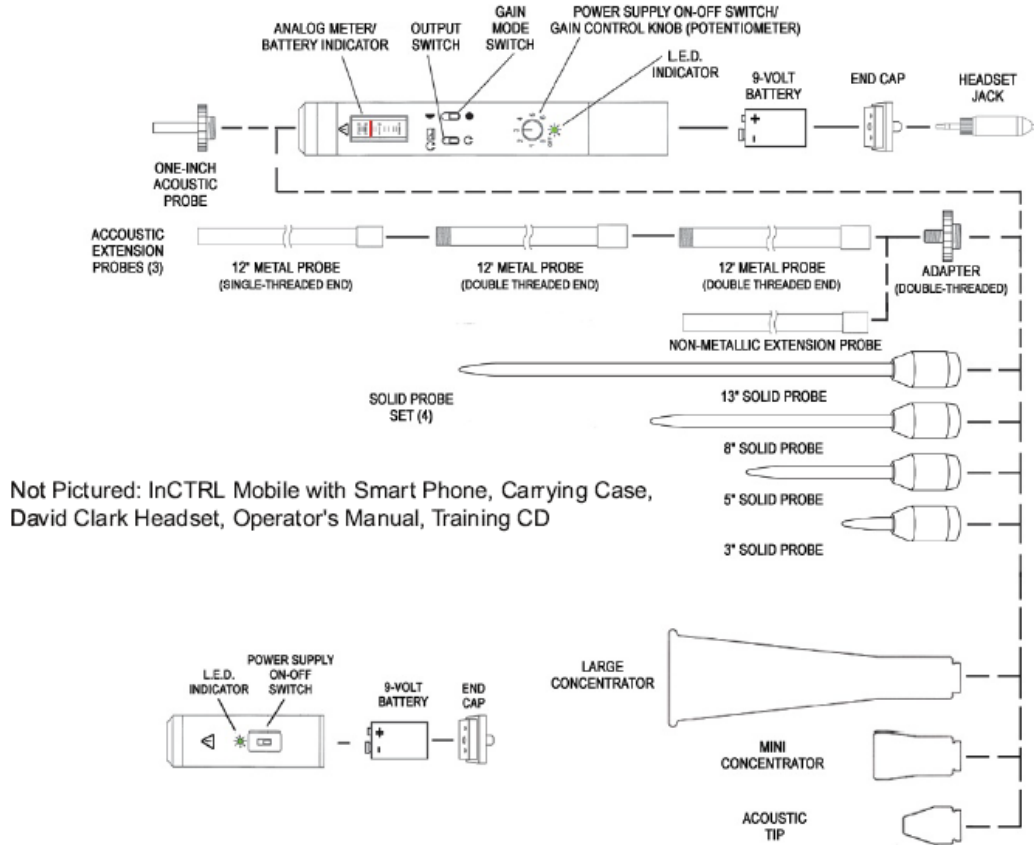 ANALOG METER/
BATTERY INDICATOR
OUTPUT
SWITCH
GAIN
MODE
SWITCH
POWER SUPPLY ON-OFF SWITCH/
GAIN CONTROL KNOB (POTENTIOMETER)
L.E.D.
INDICATOR
9-VOLT
BATTERY
END CAP
HEADSET
JACK
ONE-INCH
ACOUSTIC
PROBE
ACCOUSTIC
EXTENSION
PROBES (3)
12" METAL PROBE
(SINGLE-THREADED END)
12' METAL PROBE
(DOUBLE THREADED END)
12" METAL PROBE
(DOUBLE THREADED END)
ADAPTER
(DOUBLE-THREADED)
NON-METALLIC EXTENSION PROBE
SOLID PROBE
SET (4)
13" SOLID PROBE
8" SOLID PROBE
5" SOLID PROBE
3" SOLID PROBE
Not Pictured: InCTRL Mobile with Smart Phone, Carrying Case,
David Clark Headset, Operator's Manual, Training CD
L.E.D.
INDICATOR
POWER SUPPLY
ON-OFF
SWITCH
9-VOLT
BATTERY
END
CAP
LARGE
CONCENTRATOR
MINI
CONCENTRATOR
ACOUSTIC
TIP